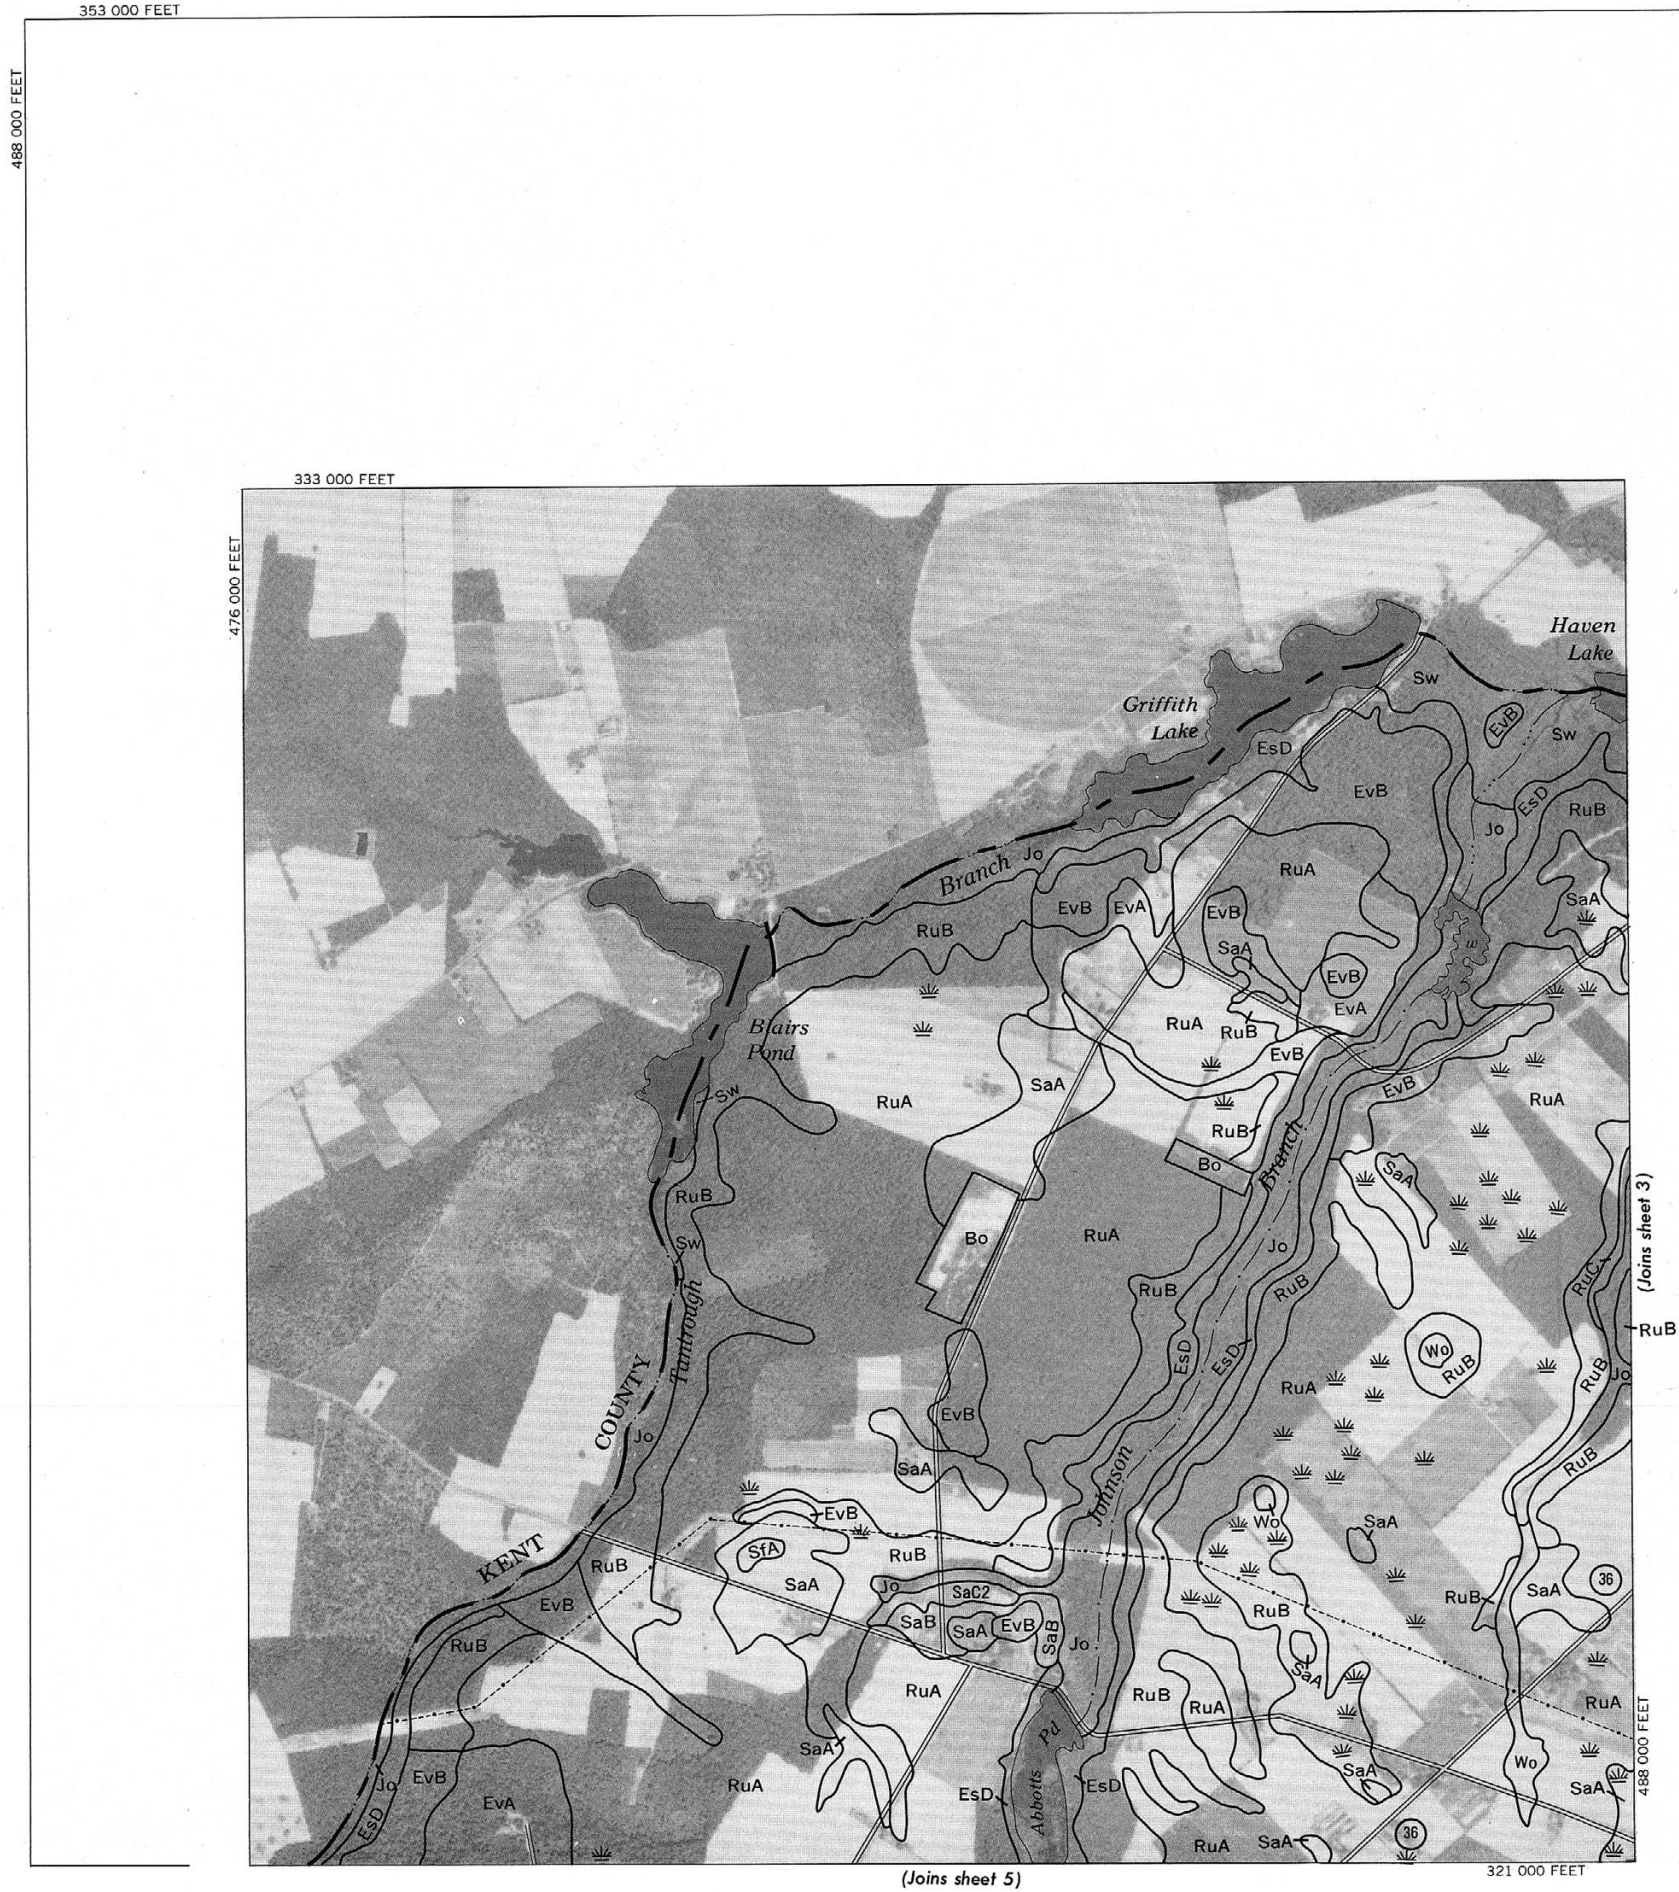 353 000 FEET
488 000 FEET
333 000 FEET
476 000 FEET
Haven
Lake
Sw
Griffith
Lake
EvB
Sw
EsD
EvB
EsD
RuB
Jo
Jo
Branch
RuA
SaA
EvB
EvA
EvB
RuB
SaA
w
EvB
EvA
Blairs
Pond
RuA
RuB
EvB
SaA
Sw
RuA
EvB
RuA
RuB
Branch
Bo
SaA
RuB
(Joins sheet 3)
Sw
Bo
RuA
Jo
RuC
RuB
RuB
Tantrough
RuB
EsD
EsD
Wo
RuB
RuB
Jo
COUNTY
RuA
EvB
Jo
SaA
RuB
Johnson
EvB
Wo
SaA
KENT
SfA
RuB
RuB
SaA
Jo
SaC2
SaA
36
EvB
RuB
RuB
SaB
SaA
EvB
SaB
Jo
RuB
SaA
RuA
RuB
RuA
RuA
Pd
SaA
488 000 FEET
Jo
EvB
RuA
EsD
Abbotts
EsD
SaA
Wo
SaA
EvA
EsD
RuA
SaA
36
(Joins sheet 5)
321 000 FEET